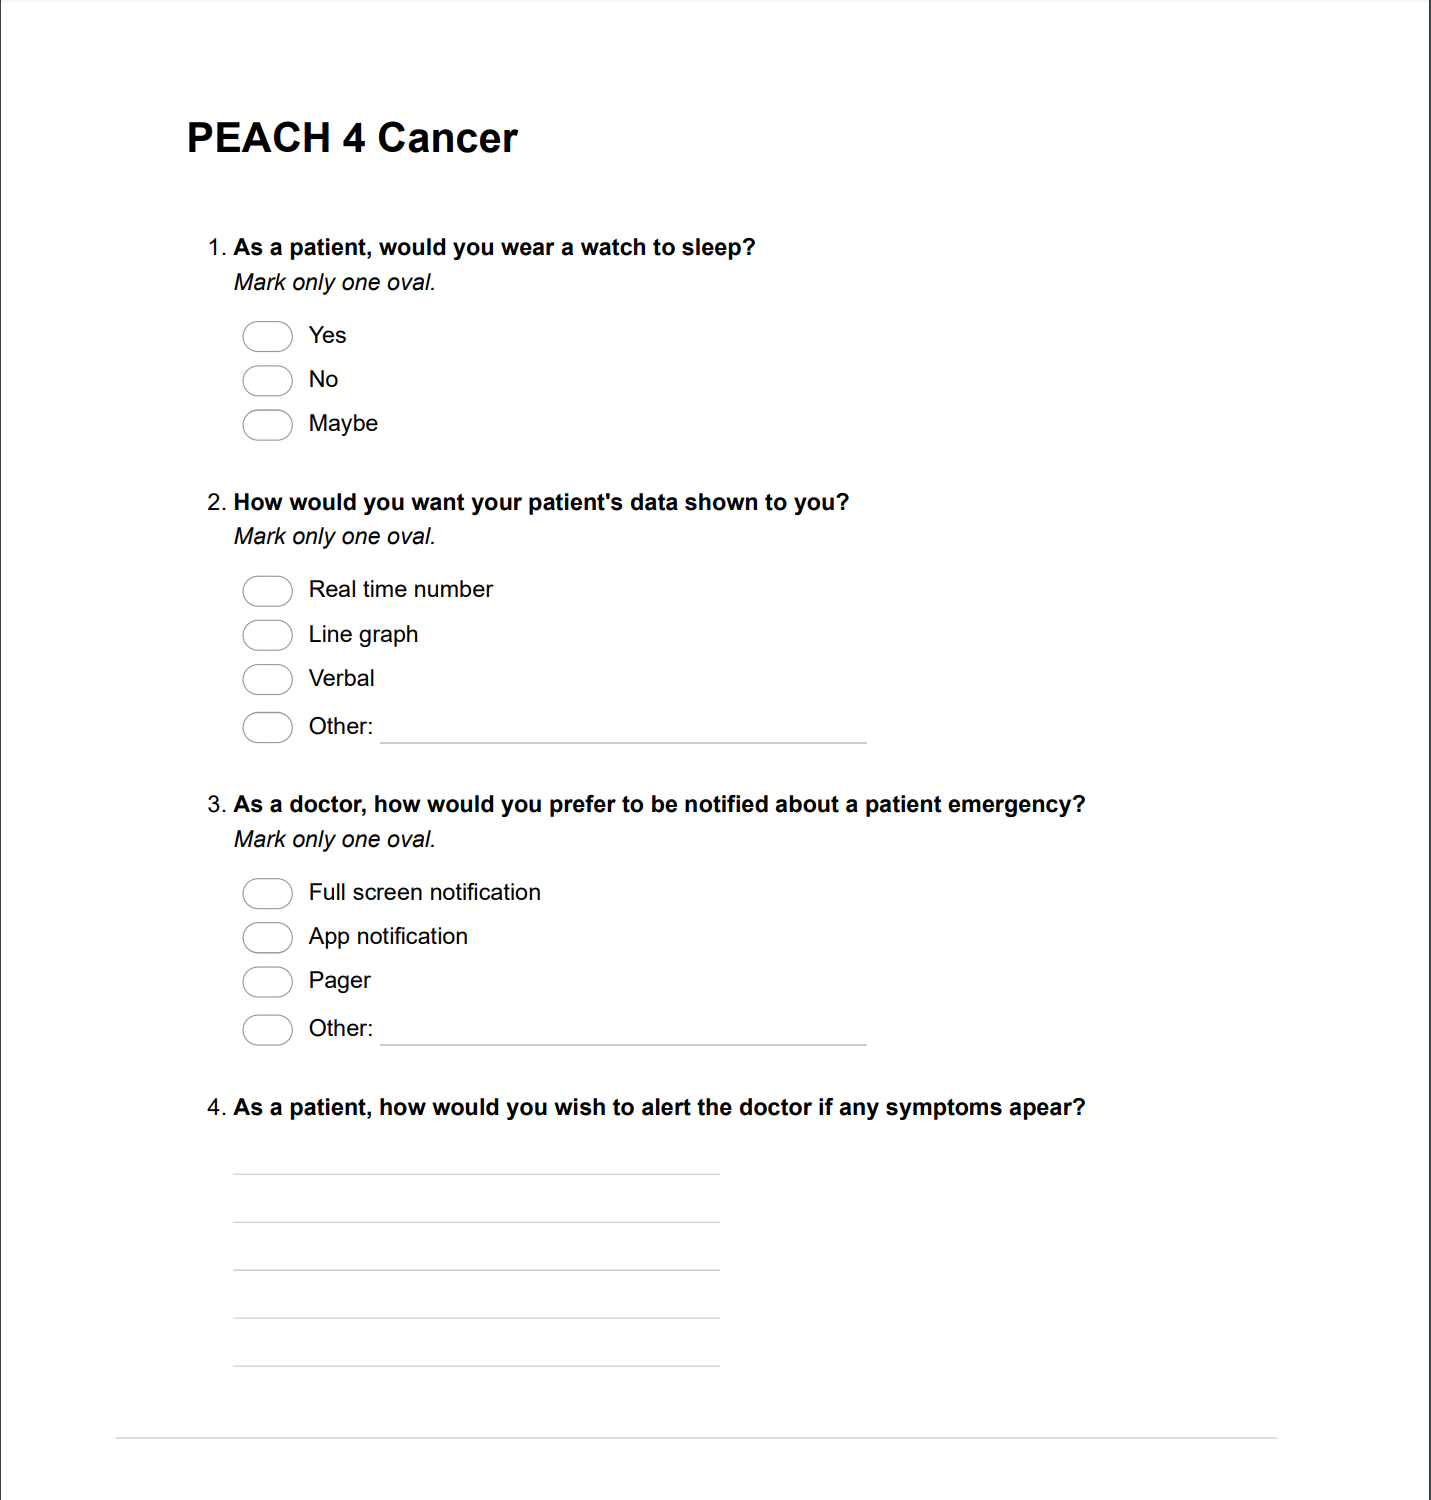 PEACH 4 Cancer
1. As a patient, would you wear a watch to sleep?
Mark only one oval.
Yes
No
Maybe
2. How would you want your patient's data shown to you?
Mark only one oval.
Real time number
Line graph
Verbal
Other:
3. As a doctor, how would you prefer to be notified about a patient emergency?
Mark only one oval.
Full screen notification
App notification
Pager
Other:
4. As a patient, how would you wish to alert the doctor if any symptoms apear?